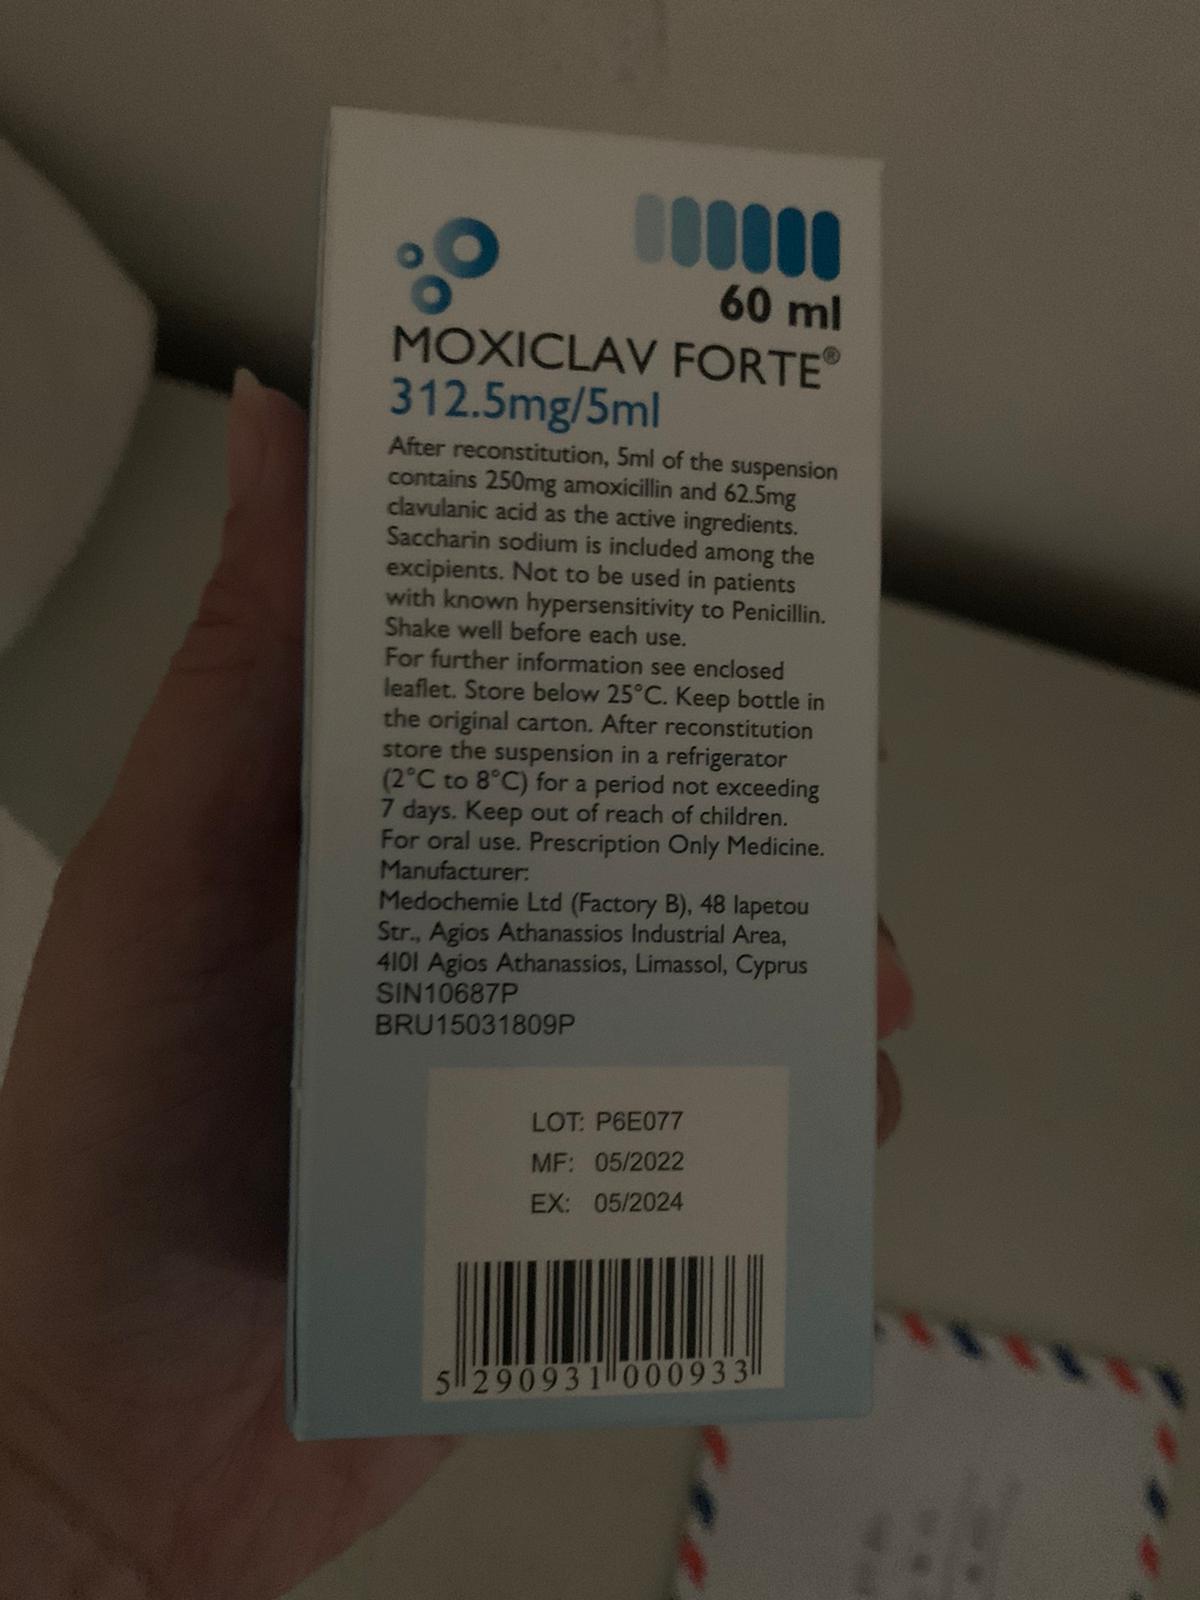 60 ml
MOXICLAV FORTE®
312.5mg/5ml
After reconstitution, 5ml of the suspension
contains 250mg amoxicillin and 62.5mg
clavulanic acid as the active ingredients.
Saccharin sodium is included among the
excipients. Not to be used in patients
with known hypersensitivity to Penicillin.
Shake well before each use.
For further information see enclosed
leaflet. Store below 25°C. Keep bottle in
the original carton. After reconstitution
store the suspension in a refrigerator
(2°C to 8°C) for a period not exceeding
7 days. Keep out of reach of children.
For oral use. Prescription Only Medicine.
Manufacturer:
Medochemie Ltd (Factory B), 48 Iapetou
Str., Agios Athanassios Industrial Area,
4101 Agios Athanassios, Limassol, Cyprus
SIN10687P
BRU15031809P
LOT: P6E077
MF: 05/2022
EX: 05/2024
5 290931 000933